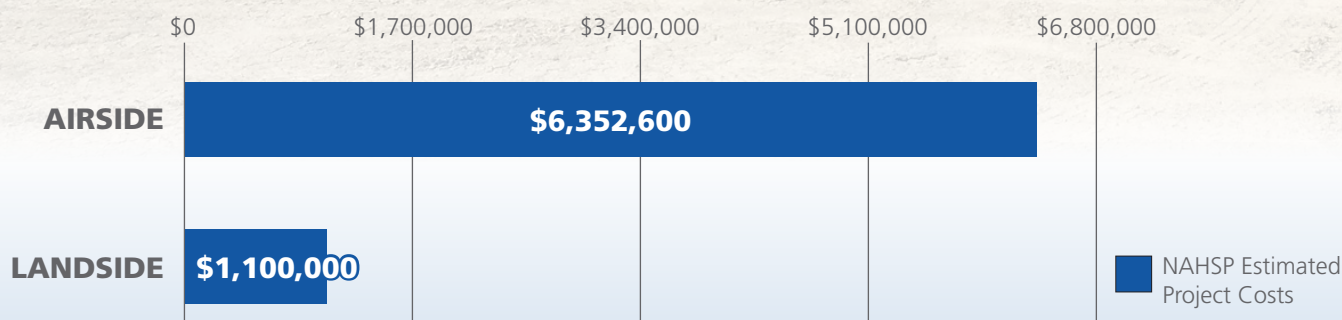 $0 $1,700,000 $3,400,000 $5,100,000 $6,800,000
AIRSIDE $6,352,600
LANDSIDE $1,100,000
NAHSP Estimated
Project Costs